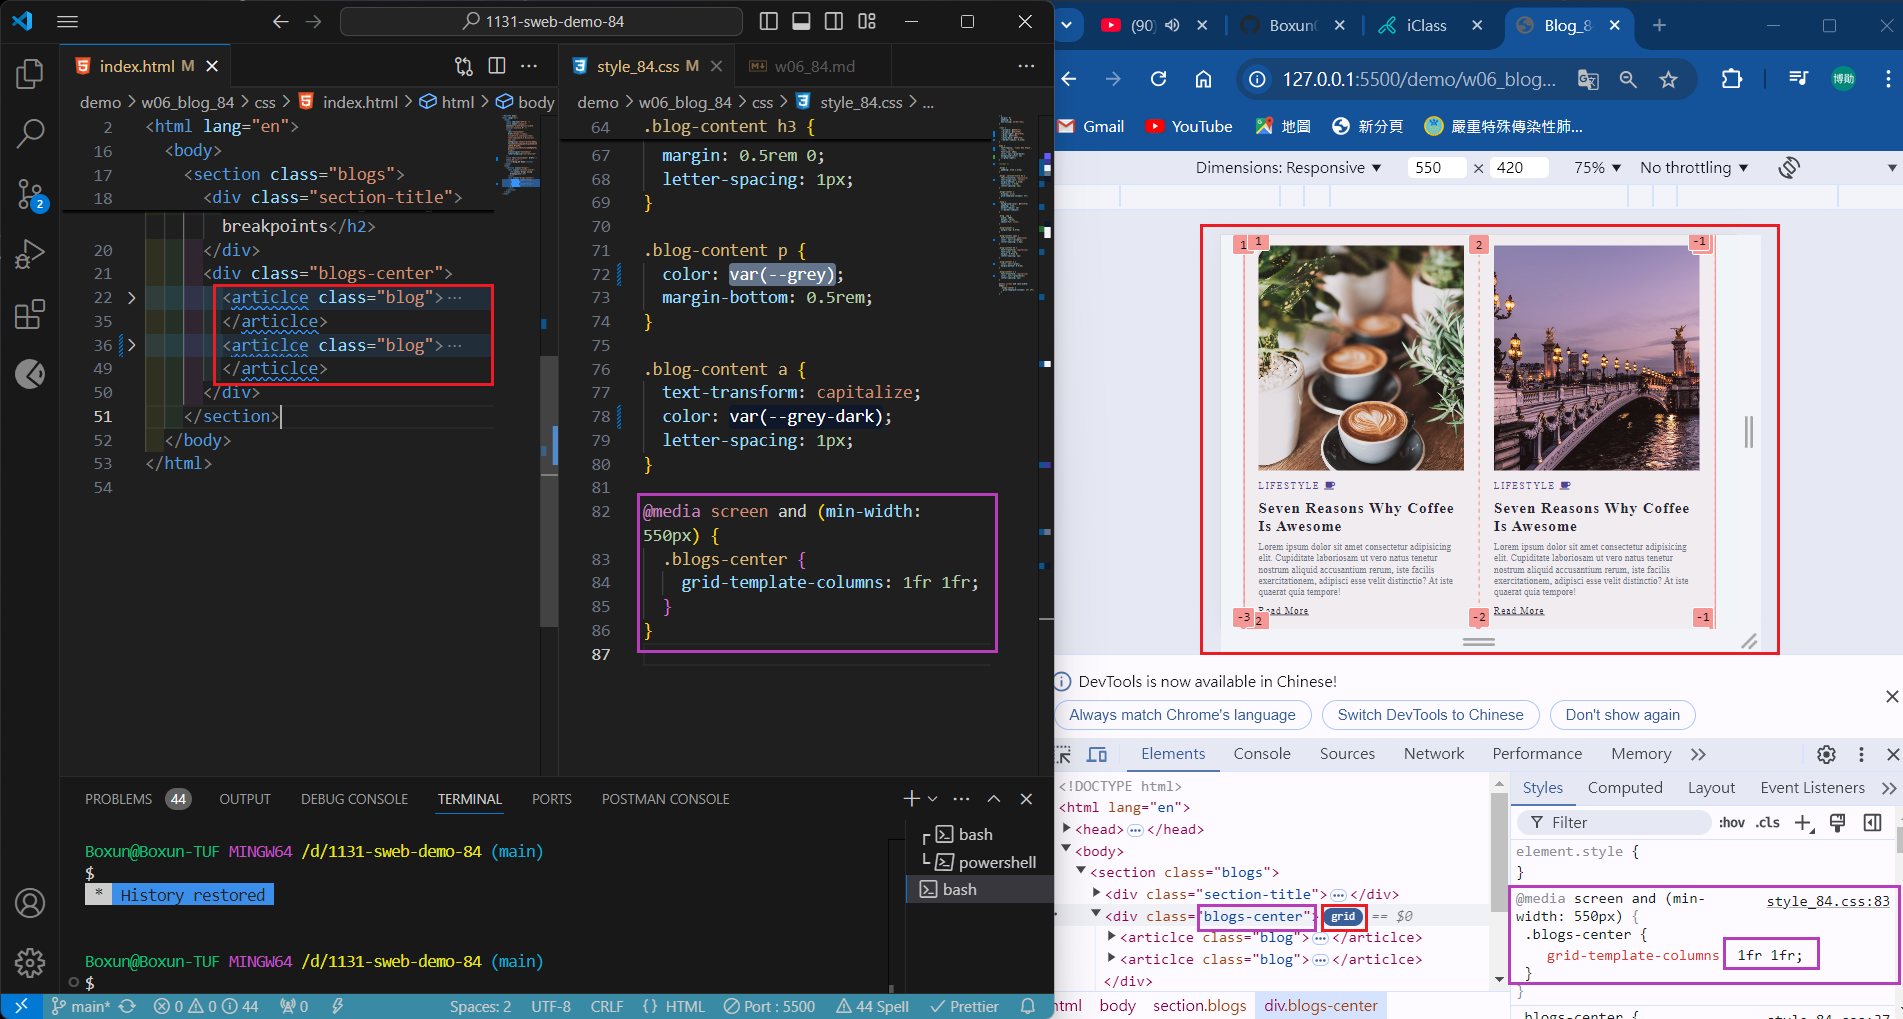 1131-sweb-demo-84
index.html M
style_84.css M
w06_84.md
demo > w06_blog_84 > css > index.html > html > body
demo > w06_blog_84 > css > style_84.css > ...
2 <html lang="en">
16 <body>
17 <section class="blogs">
18 <div class="section-title">
breakpoints</h2>
20 </div>
21 <div class="blogs-center">
22 <articlce class="blog">…
35 </articlce>
36 <articlce class="blog">…
49 </articlce>
50 </div>
51 </section>
52 </body>
53 </html>
54
64 .blog-content h3 {
67 margin: 0.5rem 0;
68 letter-spacing: 1px;
69 }
70
71 .blog-content p {
72 color: var(--grey);
73 margin-bottom: 0.5rem;
74 }
75
76 .blog-content a {
77 text-transform: capitalize;
78 color: var(--grey-dark);
79 letter-spacing: 1px;
80 }
81
82 @media screen and (min-width:
550px) {
83 .blogs-center {
84 grid-template-columns: 1fr 1fr;
85 }
86 }
87
2
PROBLEMS 44 OUTPUT DEBUG CONSOLE TERMINAL PORTS POSTMAN CONSOLE
Boxun@Boxun-TUF MINGW64 /d/1131-sweb-demo-84 (main)
$
* History restored
Boxun@Boxun-TUF MINGW64 /d/1131-sweb-demo-84 (main)
$
bash
powershell
bash
main* 0 0 44 0 Spaces: 2 UTF-8 CRLF {} HTML Port : 5500 44 Spell Prettier
(90)
Boxun
iClass
Blog_8
127.0.0.1:5500/demo/w06_blog...
博勛
Gmail YouTube 地圖 新分頁 嚴重特殊傳染性肺...
Dimensions: Responsive 550 × 420 75% No throttling
1 1 2 -1
LIFESTYLE
Seven Reasons Why Coffee
Is Awesome
Lorem ipsum dolor sit amet consectetur adipisicing
elit. Cupiditate laboriosam ut vero natus tenetur
nostrum aliquid accusantium rerum, iste facilis
exercitationem, adipisci esse velit distinctio? At iste
quaerat quia tempore!
Read More
LIFESTYLE
Seven Reasons Why Coffee
Is Awesome
Lorem ipsum dolor sit amet consectetur adipisicing
elit. Cupiditate laboriosam ut vero natus tenetur
nostrum aliquid accusantium rerum, iste facilis
exercitationem, adipisci esse velit distinctio? At iste
quaerat quia tempore!
Read More
-3 2 -2 -1
DevTools is now available in Chinese!
Always match Chrome's language
Switch DevTools to Chinese
Don't show again
Elements Console Sources Network Performance Memory
<!DOCTYPE html>
<html lang="en">
<head> … </head>
<body>
<section class="blogs">
<div class="section-title"> … </div>
<div class="blogs-center"> grid == $0
<articlce class="blog"> … </articlce>
<articlce class="blog"> … </articlce>
</div>
html body section.blogs div.blogs-center
Styles Computed Layout Event Listeners
Filter :hov .cls
element.style {
}
@media screen and (min-width: 550px) { style_84.css:83
.blogs-center {
grid-template-columns 1fr 1fr;
}
}
.blogs-center { style_84.css:37